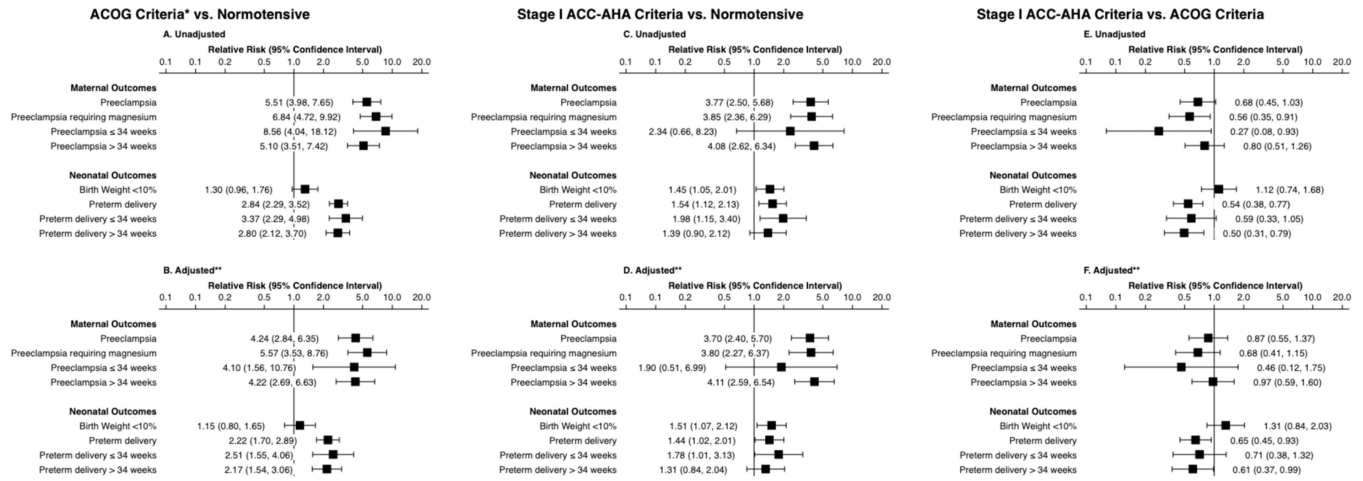 ACOG Criteria* vs. Normotensive
A. Unadjusted
Relative Risk (95% Confidence Interval)
0.1 0.1 0.2 0.5 1.0 2.0 5.0 10.0 20.0
Maternal Outcomes
Preeclampsia 5.51 (3.98, 7.65)
Preeclampsia requiring magnesium 6.84 (4.72, 9.92)
Preeclampsia ≤ 34 weeks 8.56 (4.04, 18.12)
Preeclampsia > 34 weeks 5.10 (3.51, 7.42)
Neonatal Outcomes
Birth Weight <10% 1.30 (0.96, 1.76)
Preterm delivery 2.84 (2.29, 3.52)
Preterm delivery ≤ 34 weeks 3.37 (2.29, 4.98)
Preterm delivery > 34 weeks 2.80 (2.12, 3.70)
B. Adjusted**
Relative Risk (95% Confidence Interval)
0.1 0.1 0.2 0.5 1.0 2.0 5.0 10.0 20.0
Maternal Outcomes
Preeclampsia 4.24 (2.84, 6.35)
Preeclampsia requiring magnesium 5.57 (3.53, 8.76)
Preeclampsia ≤ 34 weeks 4.10 (1.56, 10.76)
Preeclampsia > 34 weeks 4.22 (2.69, 6.63)
Neonatal Outcomes
Birth Weight <10% 1.15 (0.80, 1.65)
Preterm delivery 2.22 (1.70, 2.89)
Preterm delivery ≤ 34 weeks 2.51 (1.55, 4.06)
Preterm delivery > 34 weeks 2.17 (1.54, 3.06)
Stage I ACC-AHA Criteria vs. Normotensive
C. Unadjusted
Relative Risk (95% Confidence Interval)
0.1 0.1 0.2 0.5 1.0 2.0 5.0 10.0 20.0
Maternal Outcomes
Preeclampsia 3.77 (2.50, 5.68)
Preeclampsia requiring magnesium 3.85 (2.36, 6.29)
Preeclampsia ≤ 34 weeks 2.34 (0.66, 8.23)
Preeclampsia > 34 weeks 4.08 (2.62, 6.34)
Neonatal Outcomes
Birth Weight <10% 1.45 (1.05, 2.01)
Preterm delivery 1.54 (1.12, 2.13)
Preterm delivery ≤ 34 weeks 1.98 (1.15, 3.40)
Preterm delivery > 34 weeks 1.39 (0.90, 2.12)
D. Adjusted**
Relative Risk (95% Confidence Interval)
0.1 0.1 0.2 0.5 1.0 2.0 5.0 10.0 20.0
Maternal Outcomes
Preeclampsia 3.70 (2.40, 5.70)
Preeclampsia requiring magnesium 3.80 (2.27, 6.37)
Preeclampsia ≤ 34 weeks 1.90 (0.51, 6.99)
Preeclampsia > 34 weeks 4.11 (2.59, 6.54)
Neonatal Outcomes
Birth Weight <10% 1.51 (1.07, 2.12)
Preterm delivery 1.44 (1.02, 2.01)
Preterm delivery ≤ 34 weeks 1.78 (1.01, 3.13)
Preterm delivery > 34 weeks 1.31 (0.84, 2.04)
Stage I ACC-AHA Criteria vs. ACOG Criteria
E. Unadjusted
Relative Risk (95% Confidence Interval)
0.1 0.1 0.2 0.5 1.0 2.0 5.0 10.0 20.0
Maternal Outcomes
Preeclampsia 0.68 (0.45, 1.03)
Preeclampsia requiring magnesium 0.56 (0.35, 0.91)
Preeclampsia ≤ 34 weeks 0.27 (0.08, 0.93)
Preeclampsia > 34 weeks 0.80 (0.51, 1.26)
Neonatal Outcomes
Birth Weight <10% 1.12 (0.74, 1.68)
Preterm delivery 0.54 (0.38, 0.77)
Preterm delivery ≤ 34 weeks 0.59 (0.33, 1.05)
Preterm delivery > 34 weeks 0.50 (0.31, 0.79)
F. Adjusted**
Relative Risk (95% Confidence Interval)
0.1 0.1 0.2 0.5 1.0 2.0 5.0 10.0 20.0
Maternal Outcomes
Preeclampsia 0.87 (0.55, 1.37)
Preeclampsia requiring magnesium 0.68 (0.41, 1.15)
Preeclampsia ≤ 34 weeks 0.46 (0.12, 1.75)
Preeclampsia > 34 weeks 0.97 (0.59, 1.60)
Neonatal Outcomes
Birth Weight <10% 1.31 (0.84, 2.03)
Preterm delivery 0.65 (0.45, 0.93)
Preterm delivery ≤ 34 weeks 0.71 (0.38, 1.32)
Preterm delivery > 34 weeks 0.61 (0.37, 0.99)